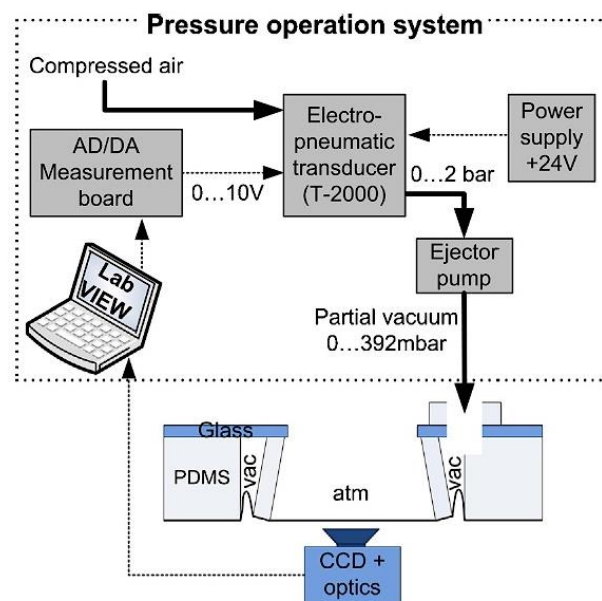 Pressure operation system
Compressed air
Electro-
pneumatic
transducer
(T-2000)
Power
supply
+24V
AD/DA
Measurement
board
0...10V
0...2 bar
Ejector
pump
Lab
VIEW
Partial vacuum
0...392mbar
Glass
PDMS
vac
atm
vac
CCD +
optics